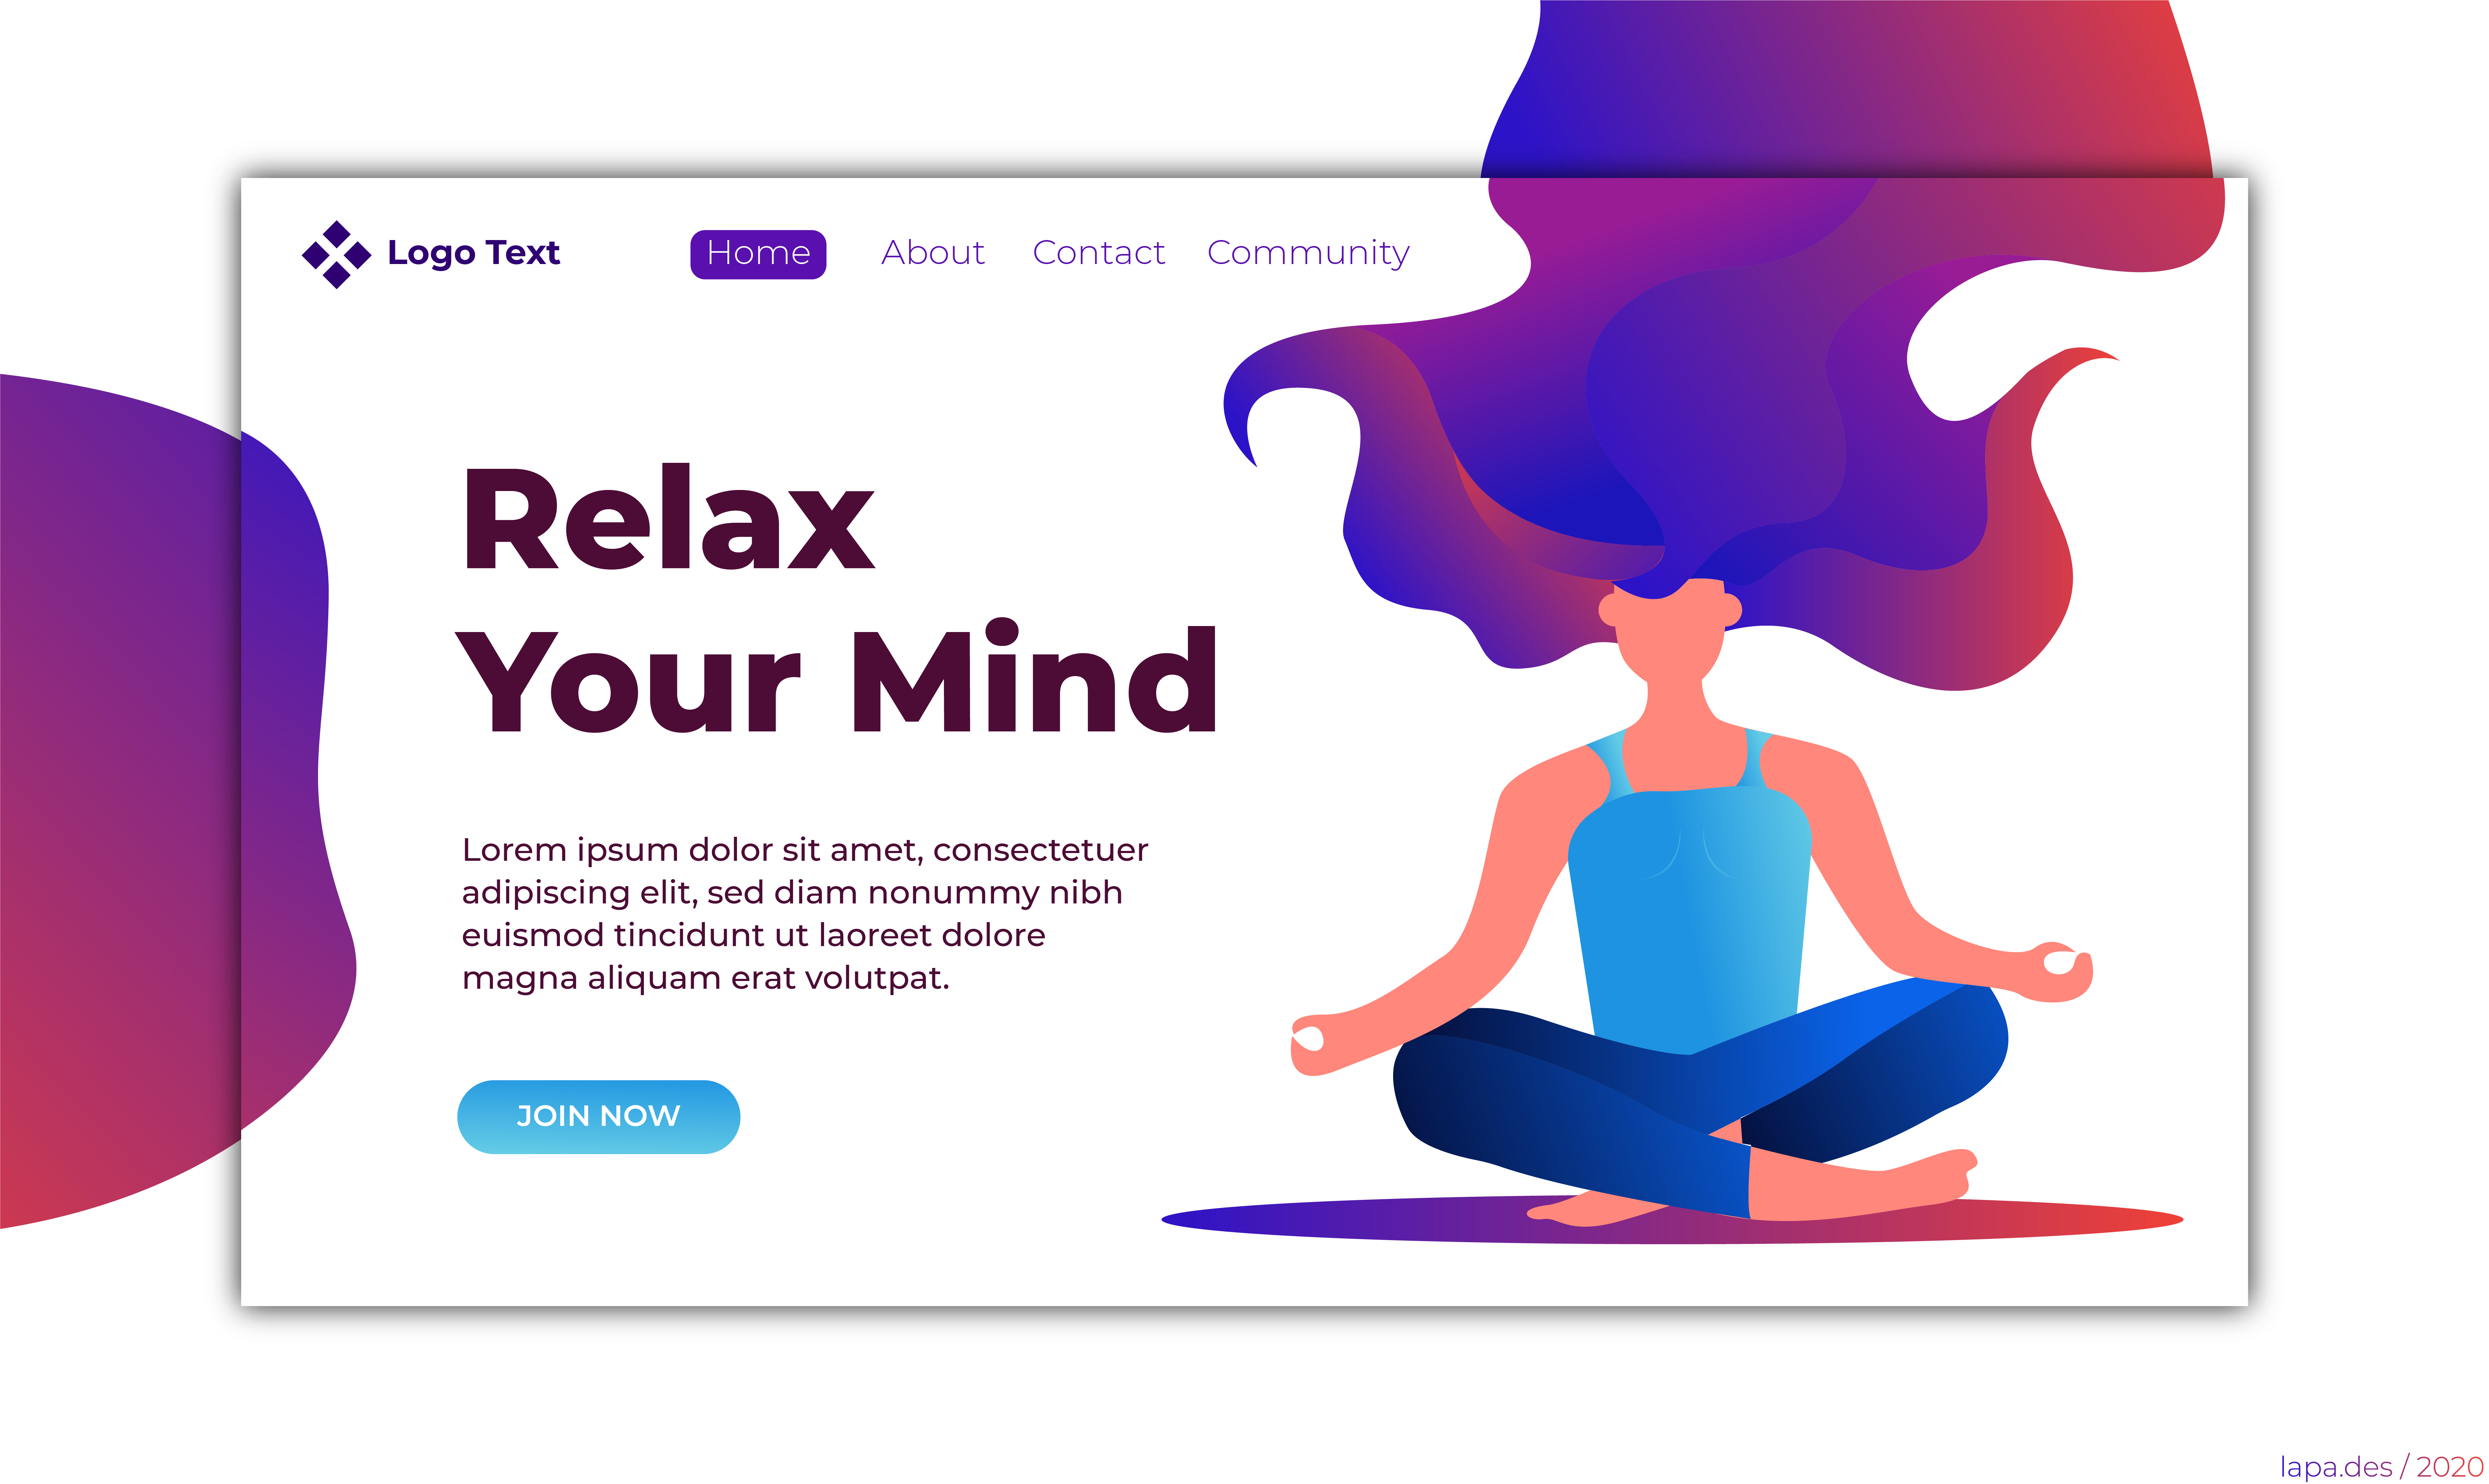 Logo Text
Home About Contact Community
Relax
Your Mind
Lorem ipsum dolor sit amet, consectetuer
adipiscing elit, sed diam nonummy nibh
euismod tincidunt ut laoreet dolore
magna aliquam erat volutpat.
JOIN NOW
lapa.des / 2020